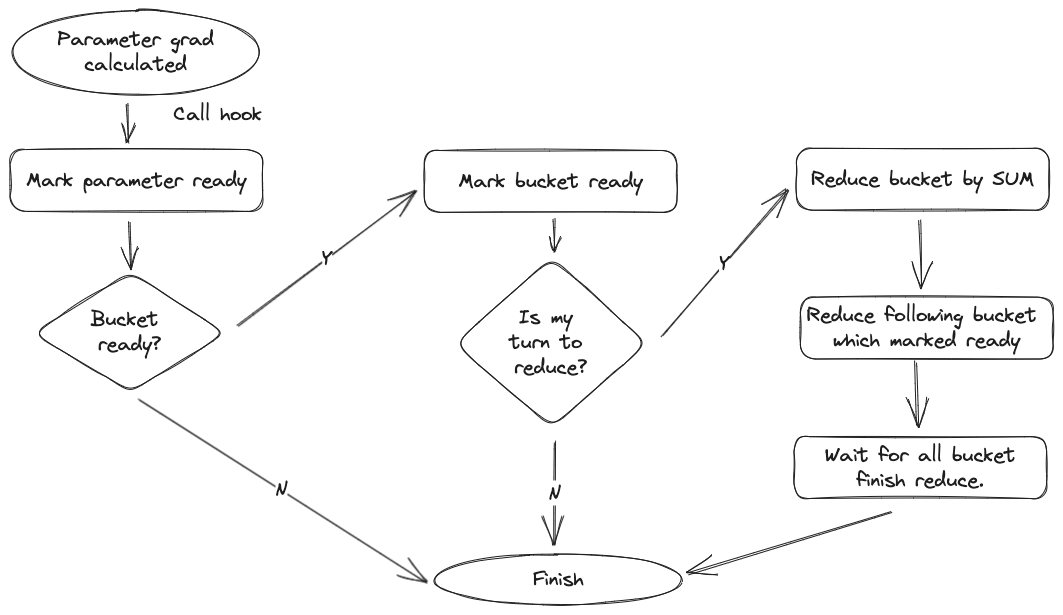 Parameter grad
calculated
Call hook
Mark parameter ready
Bucket
ready?
Y
N
Mark bucket ready
Is my
turn to
reduce?
Y
N
Reduce bucket by SUM
Reduce following bucket
which marked ready
Wait for all bucket
finish reduce.
Finish